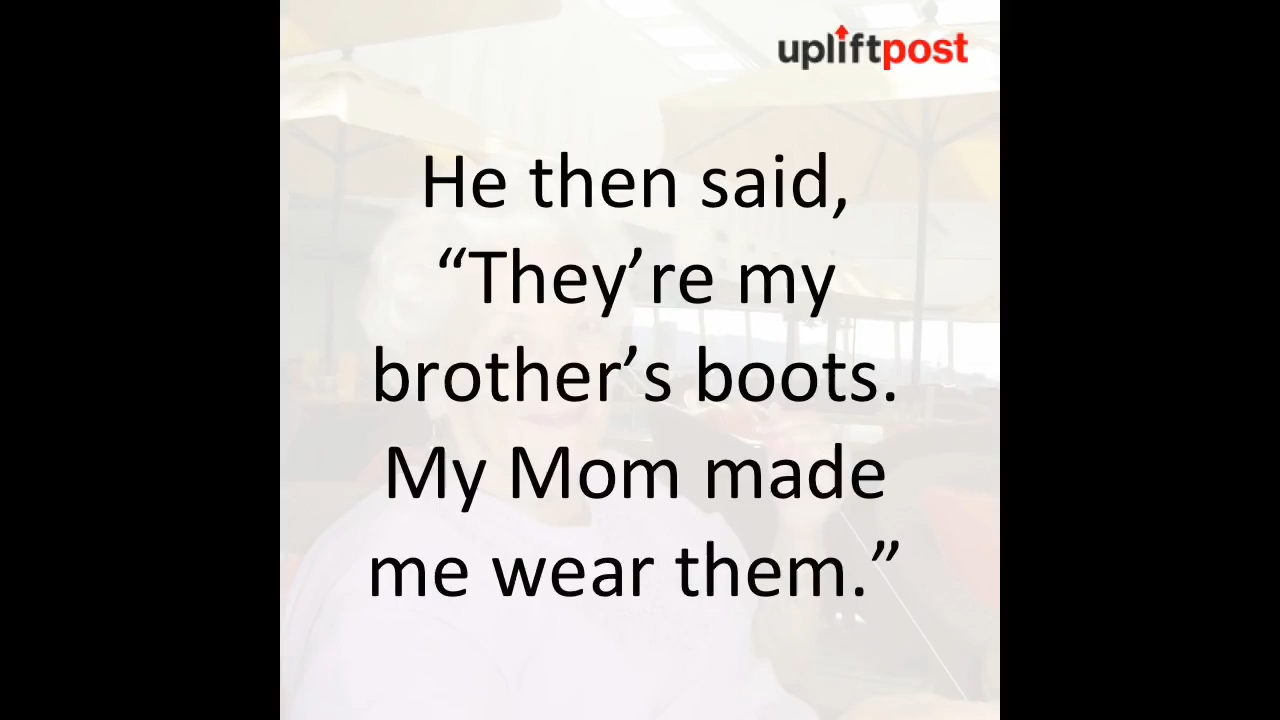 upliftpost
He then said,
“They’re my
brother’s boots.
My Mom made
me wear them.”